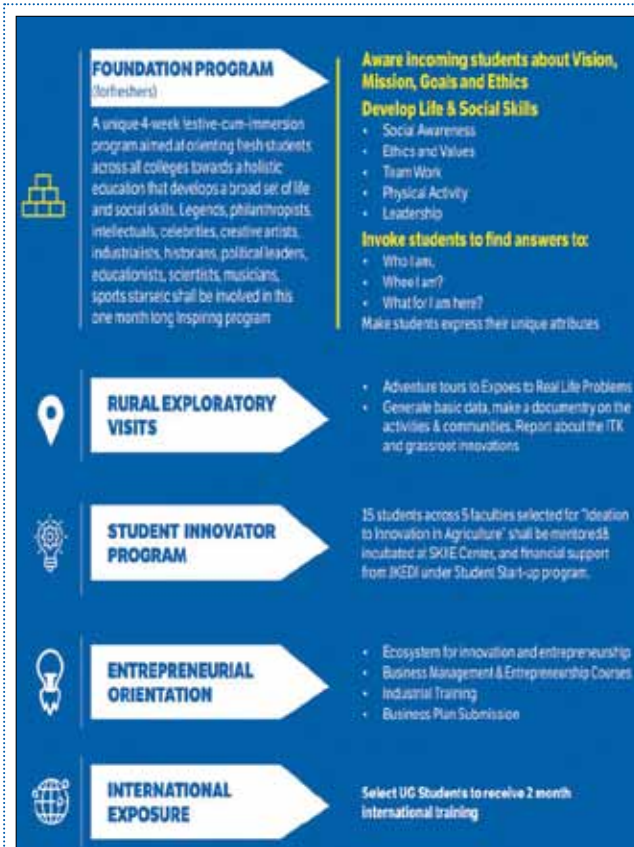 FOUNDATION PROGRAM
(for freshers)
A unique 4-week festive-cum-immersion
program aimed at orienting fresh students
across all colleges towards a holistic
education that develops a broad set of life
and social skills. Legends, philanthropists,
intellectuals, celebrities, creative artists,
industrialists, historians, political leaders,
educationists, scientists, musicians,
sports stars etc shall be involved in this
one month long Inspiring program
Aware incoming students about Vision,
Mission, Goals and Ethics
Develop Life & Social Skills
• Social Awareness
• Ethics and Values
• Team Work
• Physical Activity
• Leadership
Invoke students to find answers to:
• Who I am,
• Whee I am?
• What for I am here?
Make students express their unique attributes
RURAL EXPLORATORY
VISITS
• Adventure tours to Expoes to Real Life Problems
• Generate basic data, make a documentry on the
activities & communities. Report about the ITK
and grassroot innovations
STUDENT INNOVATOR
PROGRAM
15 students across 5 faculties selected for "Ideation
to Innovation in Agriculture" shall be mentored &
incubated at SKIIE Center, and financial support
from JKEDI under Student Start-up program.
ENTREPRENEURIAL
ORIENTATION
• Ecosystem for innovation and entrepreneurship
• Business Management & Entrepreneurship Courses
• Industrial Training
• Business Plan Submission
INTERNATIONAL
EXPOSURE
Select UG Students to receive 2 month
international training